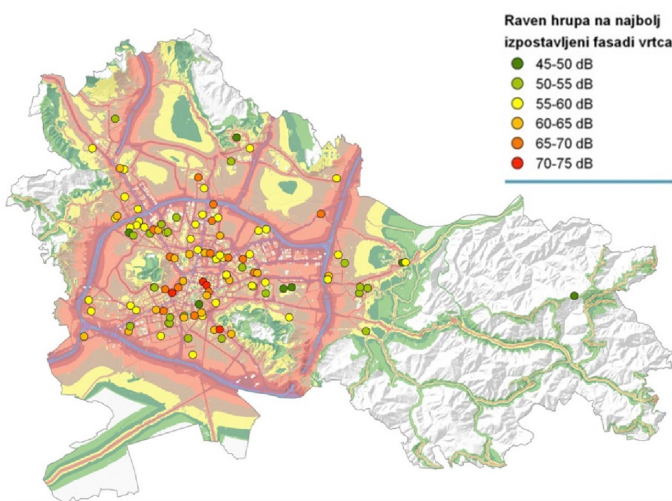 Raven hrupa na najbolj
izpostavljeni fasadi vrtca
45-50 dB
50-55 dB
55-60 dB
60-65 dB
65-70 dB
70-75 dB